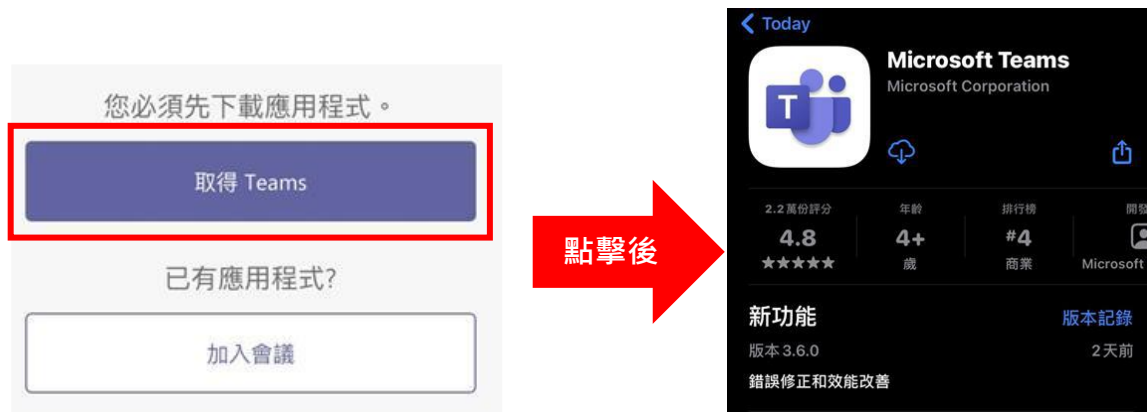 您必須先下載應用程式。
取得 Teams
已有應用程式?
加入會議
點擊後
Today
Microsoft Teams
Microsoft Corporation
T
2.2 萬份評分
年齡
排行榜
4.8
4+
#4
★★★★★
歲
商業
Microsoft
新功能
版本記錄
版本 3.6.0
2 天前
錯誤修正和效能改善